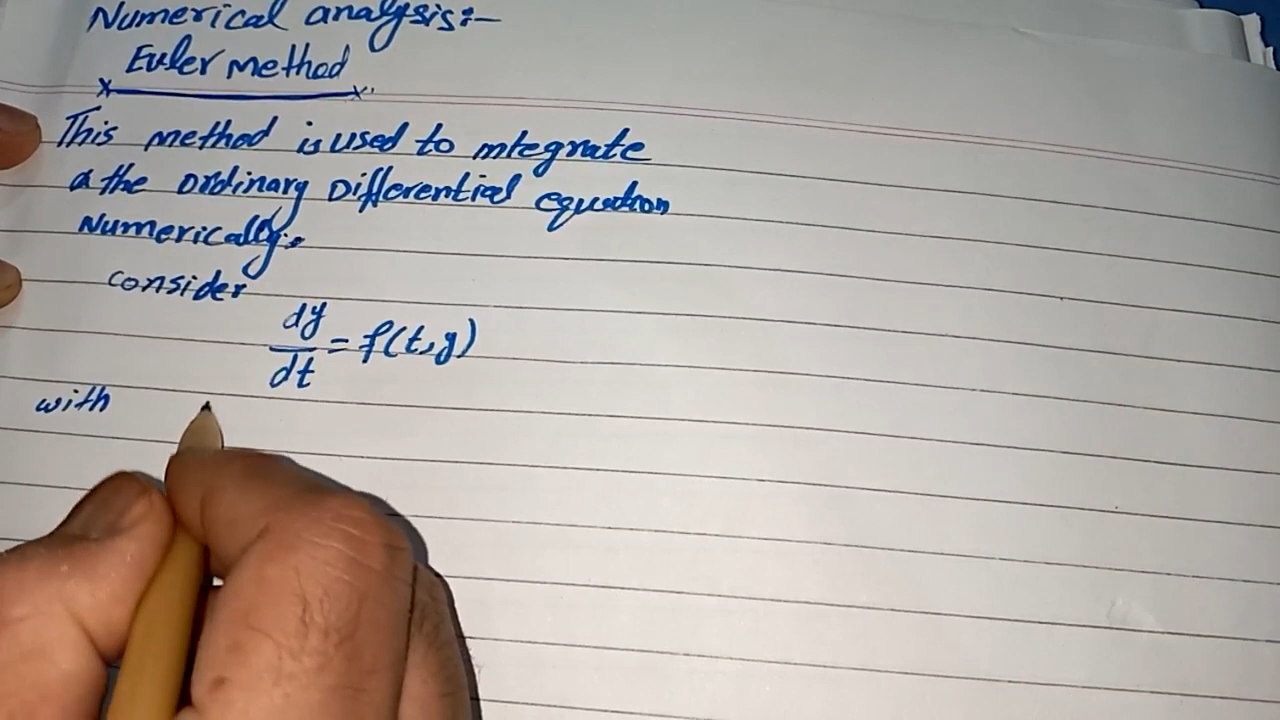 Numerical analysis:-
Euler method
This method is used to integrate
a the ordinary Differential equation
Numerically.
consider
dy/dt = f(t,y)
with